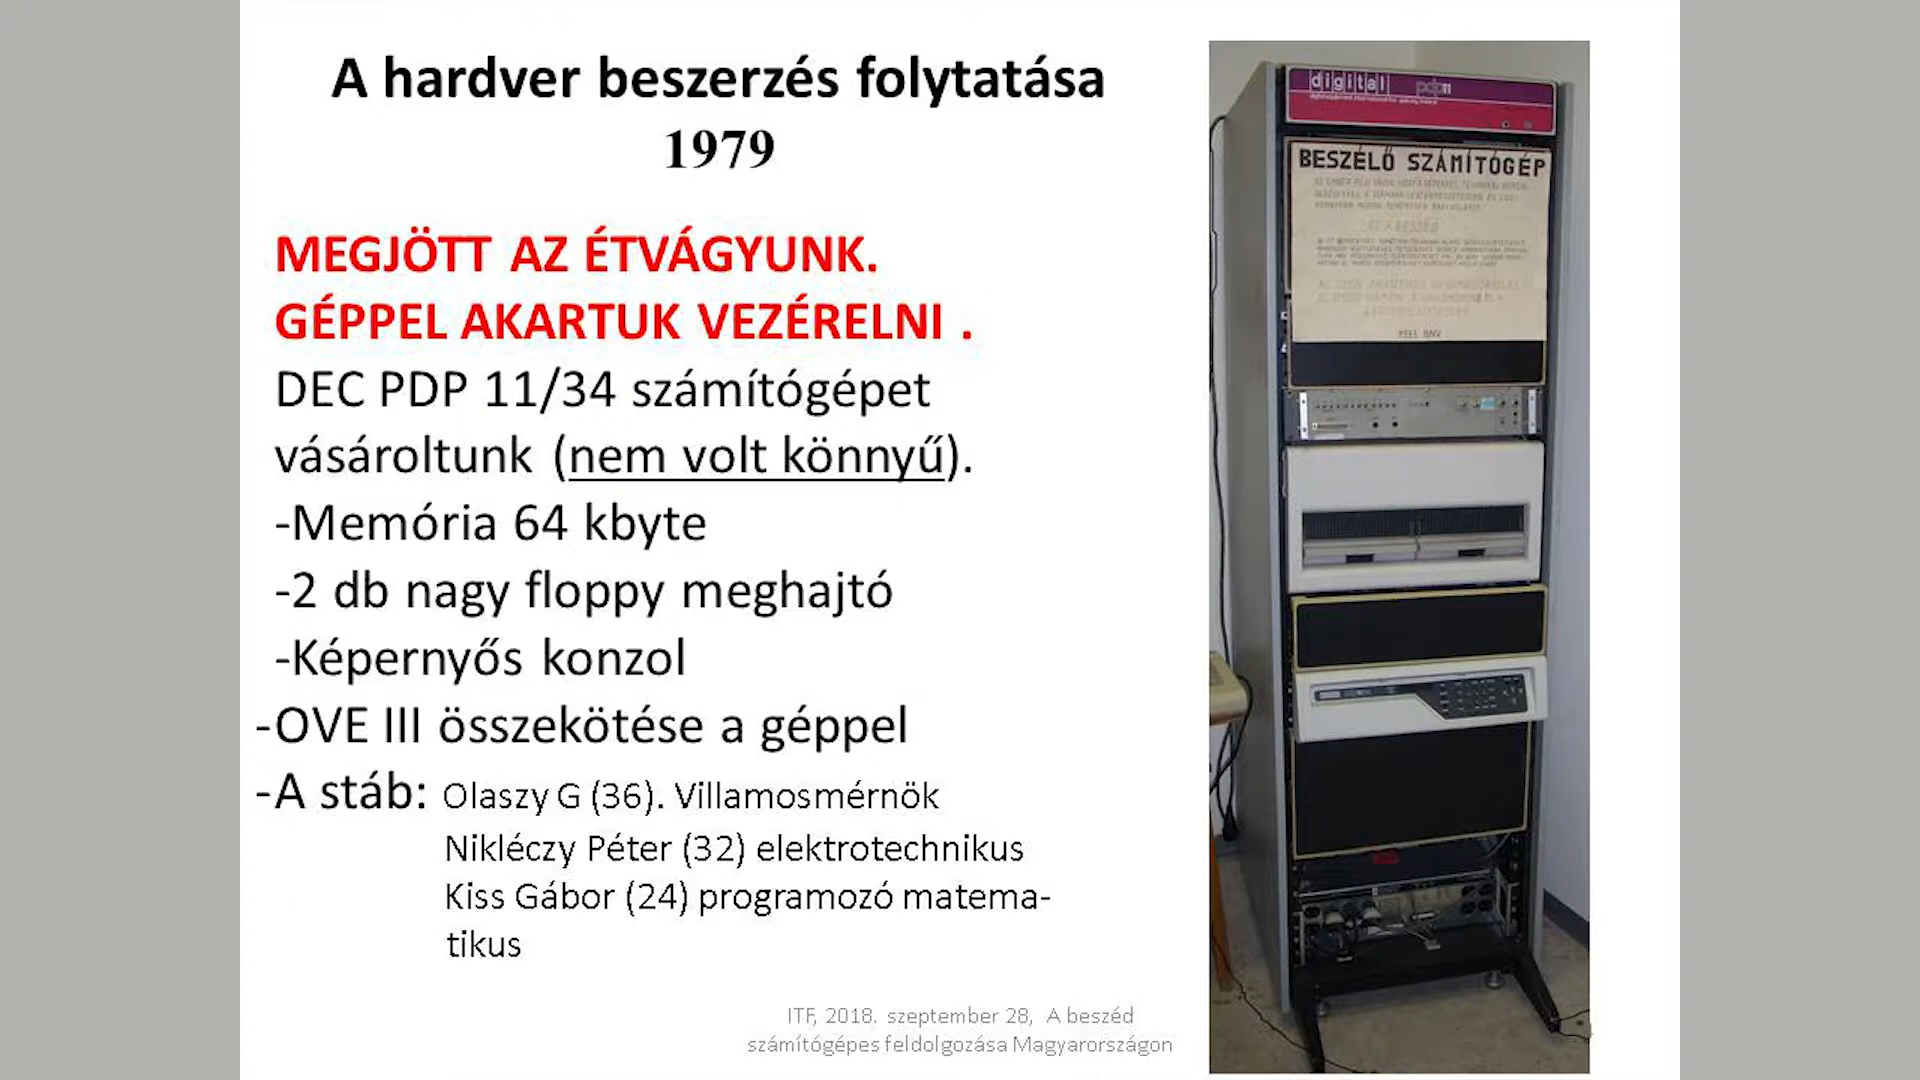 A hardver beszerzés folytatása
1979
MEGJÖTT AZ ÉTVÁGYUNK.
GÉPPEL AKARTUK VEZÉRELNI .
DEC PDP 11/34 számítógépet
vásároltunk (nem volt könnyű).
-Memória 64 kbyte
-2 db nagy floppy meghajtó
-Képernyős konzol
-OVE III összekötése a géppel
-A stáb: Olaszy G (36). Villamosmérnök
Nikléczy Péter (32) elektrotechnikus
Kiss Gábor (24) programozó matema-
tikus
ITF, 2018. szeptember 28, A beszéd
számítógépes feldolgozása Magyarországon
digital pdp11
BESZÉLŐ SZÁMÍTÓGÉP
EZ A BESZÉD